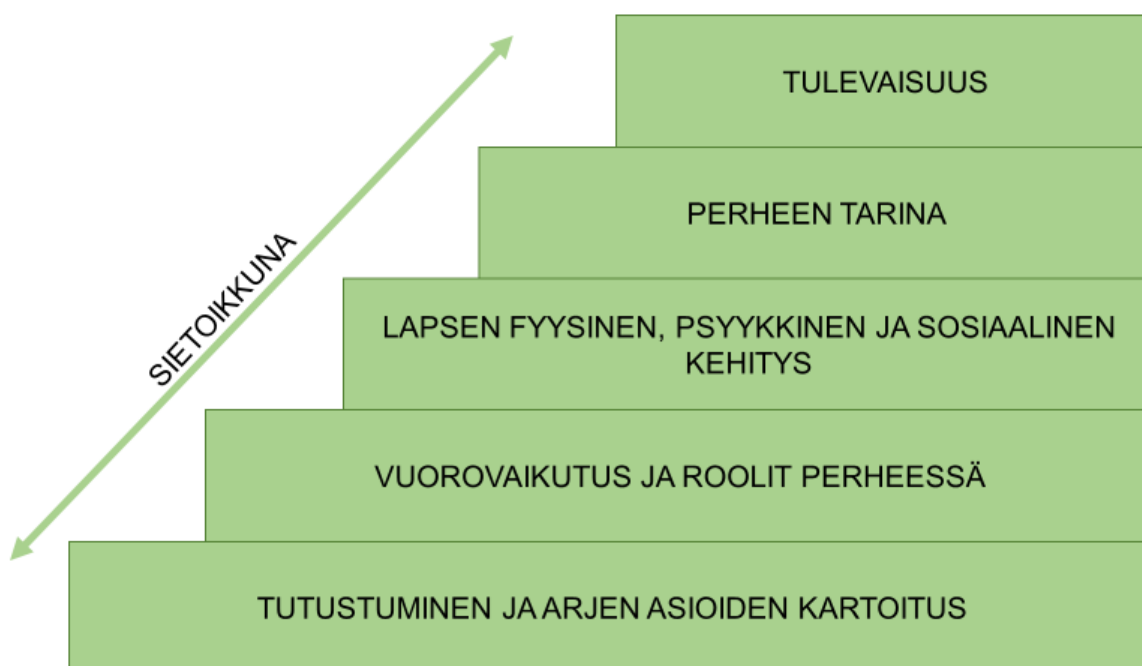 TULEVAISUUS
PERHEEN TARINA
SIETOIKKUNA
LAPSEN FYYSINEN, PSYYKKINEN JA SOSIAALINEN
KEHITYS
VUOROVAIKUTUS JA ROOLIT PERHEESSÄ
TUTUSTUMINEN JA ARJEN ASIOIDEN KARTOITUS